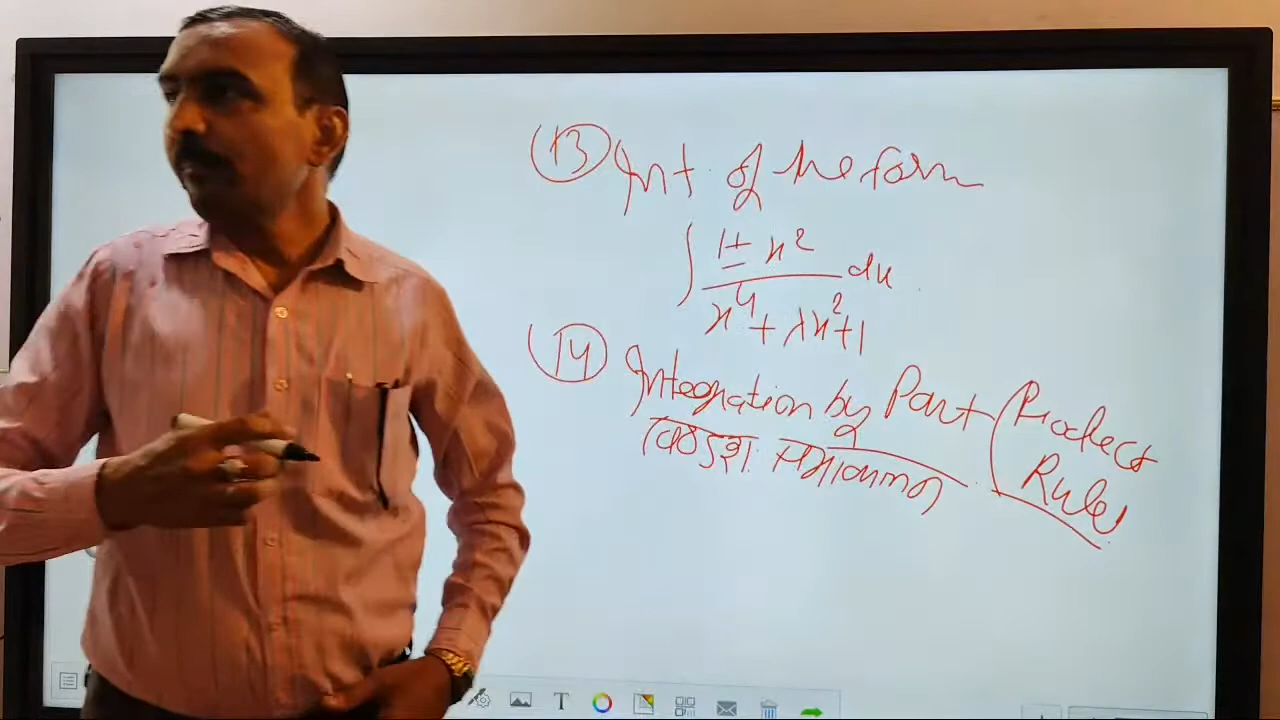 (13) Int. of the form
∫ (1 ± x²)/(x⁴ + λx² + 1) dx
(14) Integration by Part (Product
Rule
T